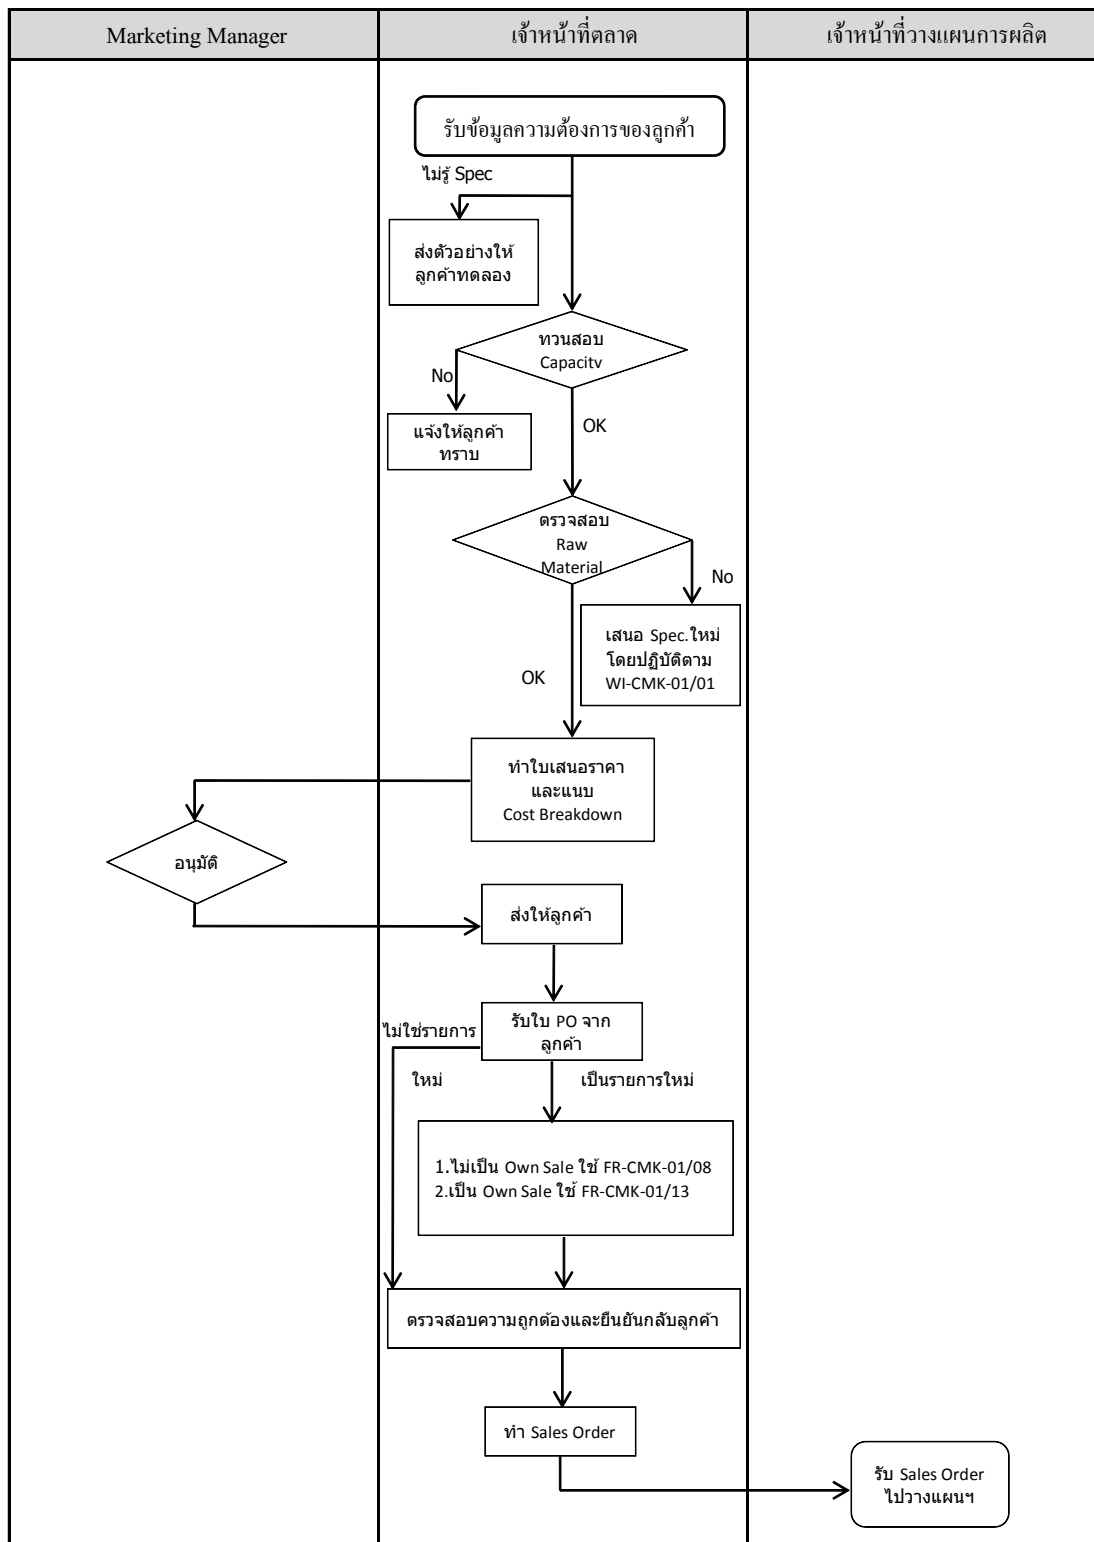 Marketing Manager
เจ้าหน้าที่ตลาด
เจ้าหน้าที่วางแผนการผลิต
รับข้อมูลความต้องการของลูกค้า
ไม่รู้ Spec
ส่งตัวอย่างให้
ลูกค้าทดลอง
ทวนสอบ
Capacity
No
แจ้งให้ลูกค้า
ทราบ
OK
ตรวจสอบ
Raw
Material
No
เสนอ Spec.ใหม่
โดยปฏิบัติตาม
WI-CMK-01/01
OK
ทำใบเสนอราคา
และแนบ
Cost Breakdown
อนุมัติ
ส่งให้ลูกค้า
รับใบ PO จาก
ลูกค้า
ไม่ใช่รายการ
ใหม่
เป็นรายการใหม่
1.ไม่เป็น Own Sale ใช้ FR-CMK-01/08
2.เป็น Own Sale ใช้ FR-CMK-01/13
ตรวจสอบความถูกต้องและยืนยันกลับลูกค้า
ทำ Sales Order
รับ Sales Order
ไปวางแผนฯ